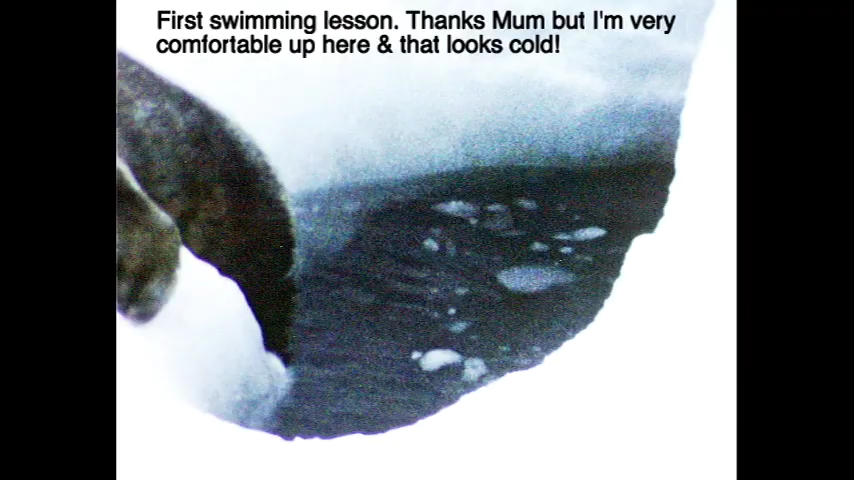 First swimming lesson. Thanks Mum but I'm very
comfortable up here & that looks cold!